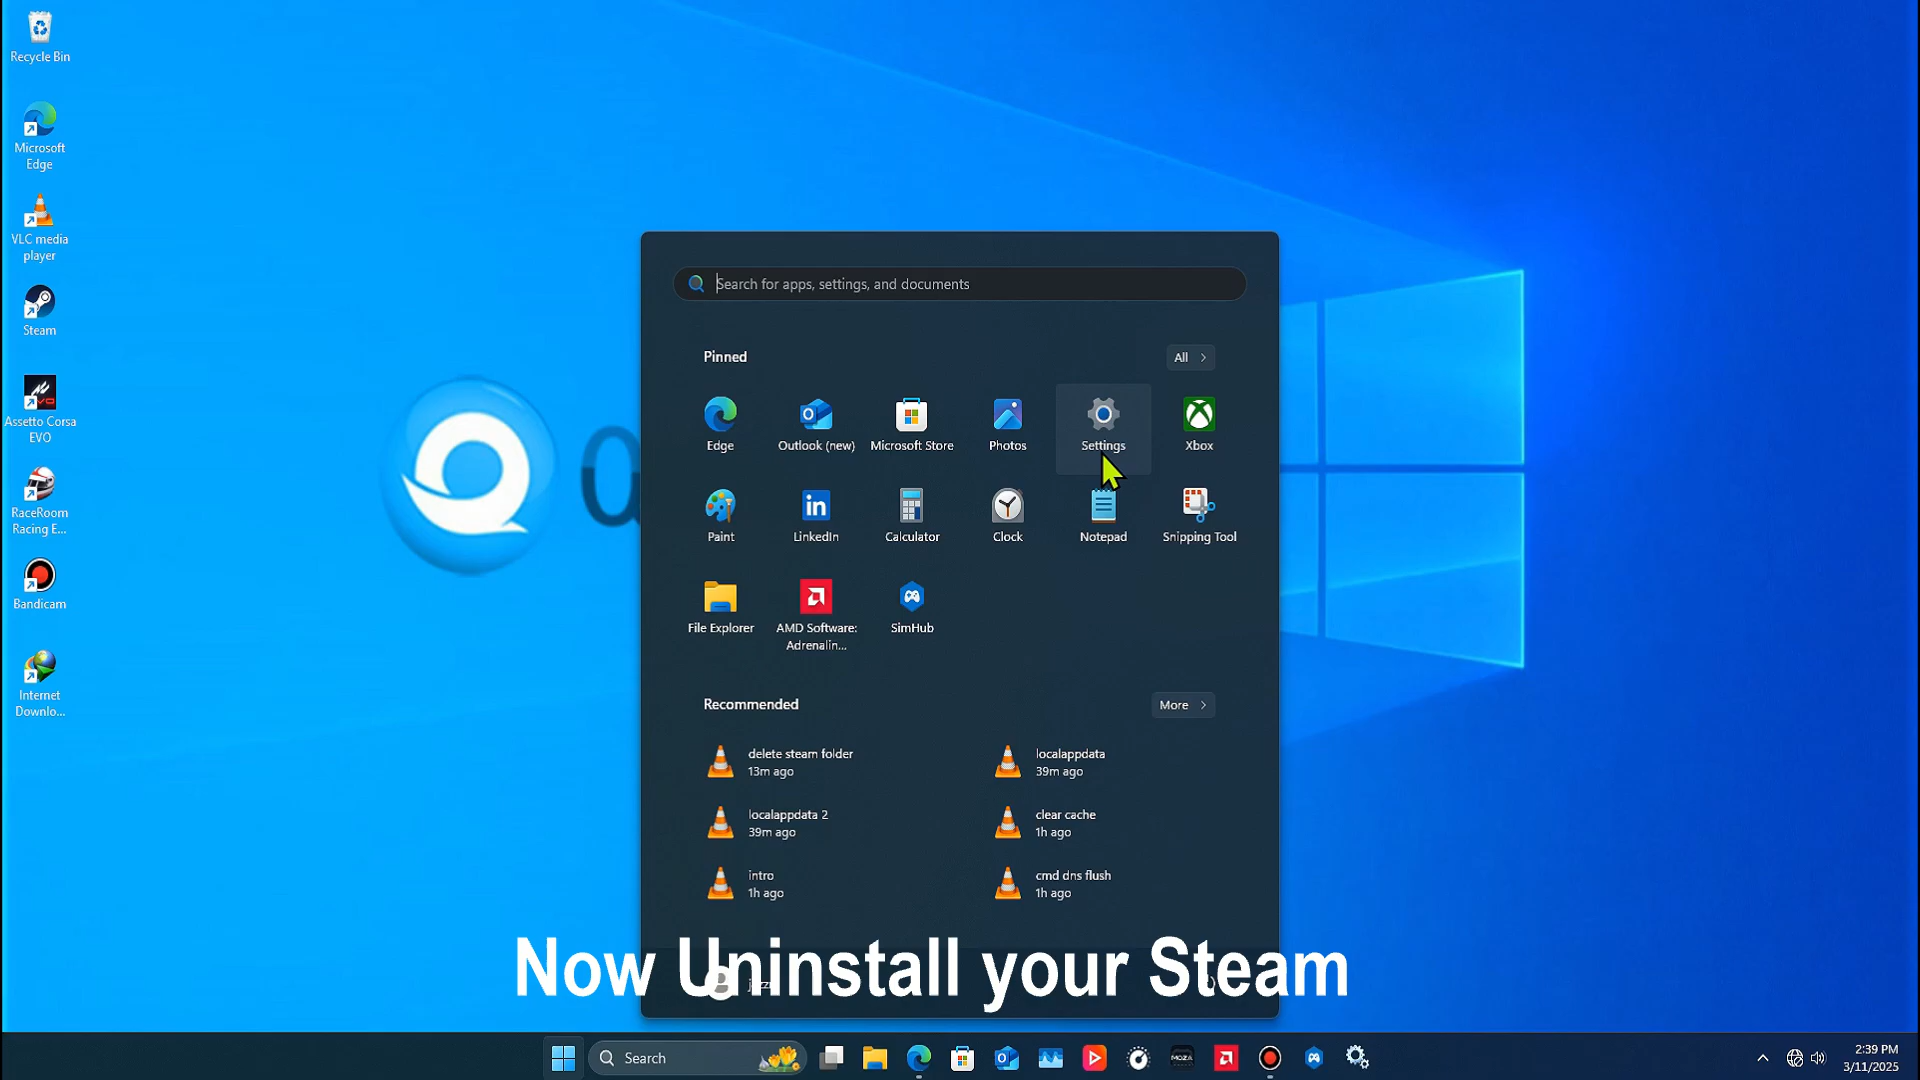 Recycle Bin
Microsoft
Edge
VLC media
player
Steam
Assetto Corsa
EVO
RaceRoom
Racing E...
Bandicam
Internet
Downlo...
Q
Search for apps, settings, and documents
Pinned
All
Edge
Outlook (new)
Microsoft Store
Photos
Settings
Xbox
Paint
LinkedIn
Calculator
Clock
Notepad
Snipping Tool
File Explorer
AMD Software:
Adrenalin...
SimHub
Recommended
More
delete steam folder
13m ago
localappdata
39m ago
localappdata 2
39m ago
clear cache
1h ago
intro
1h ago
cmd dns flush
1h ago
Now Uninstall your Steam
Search
MOZA
2:39 PM
3/11/2025